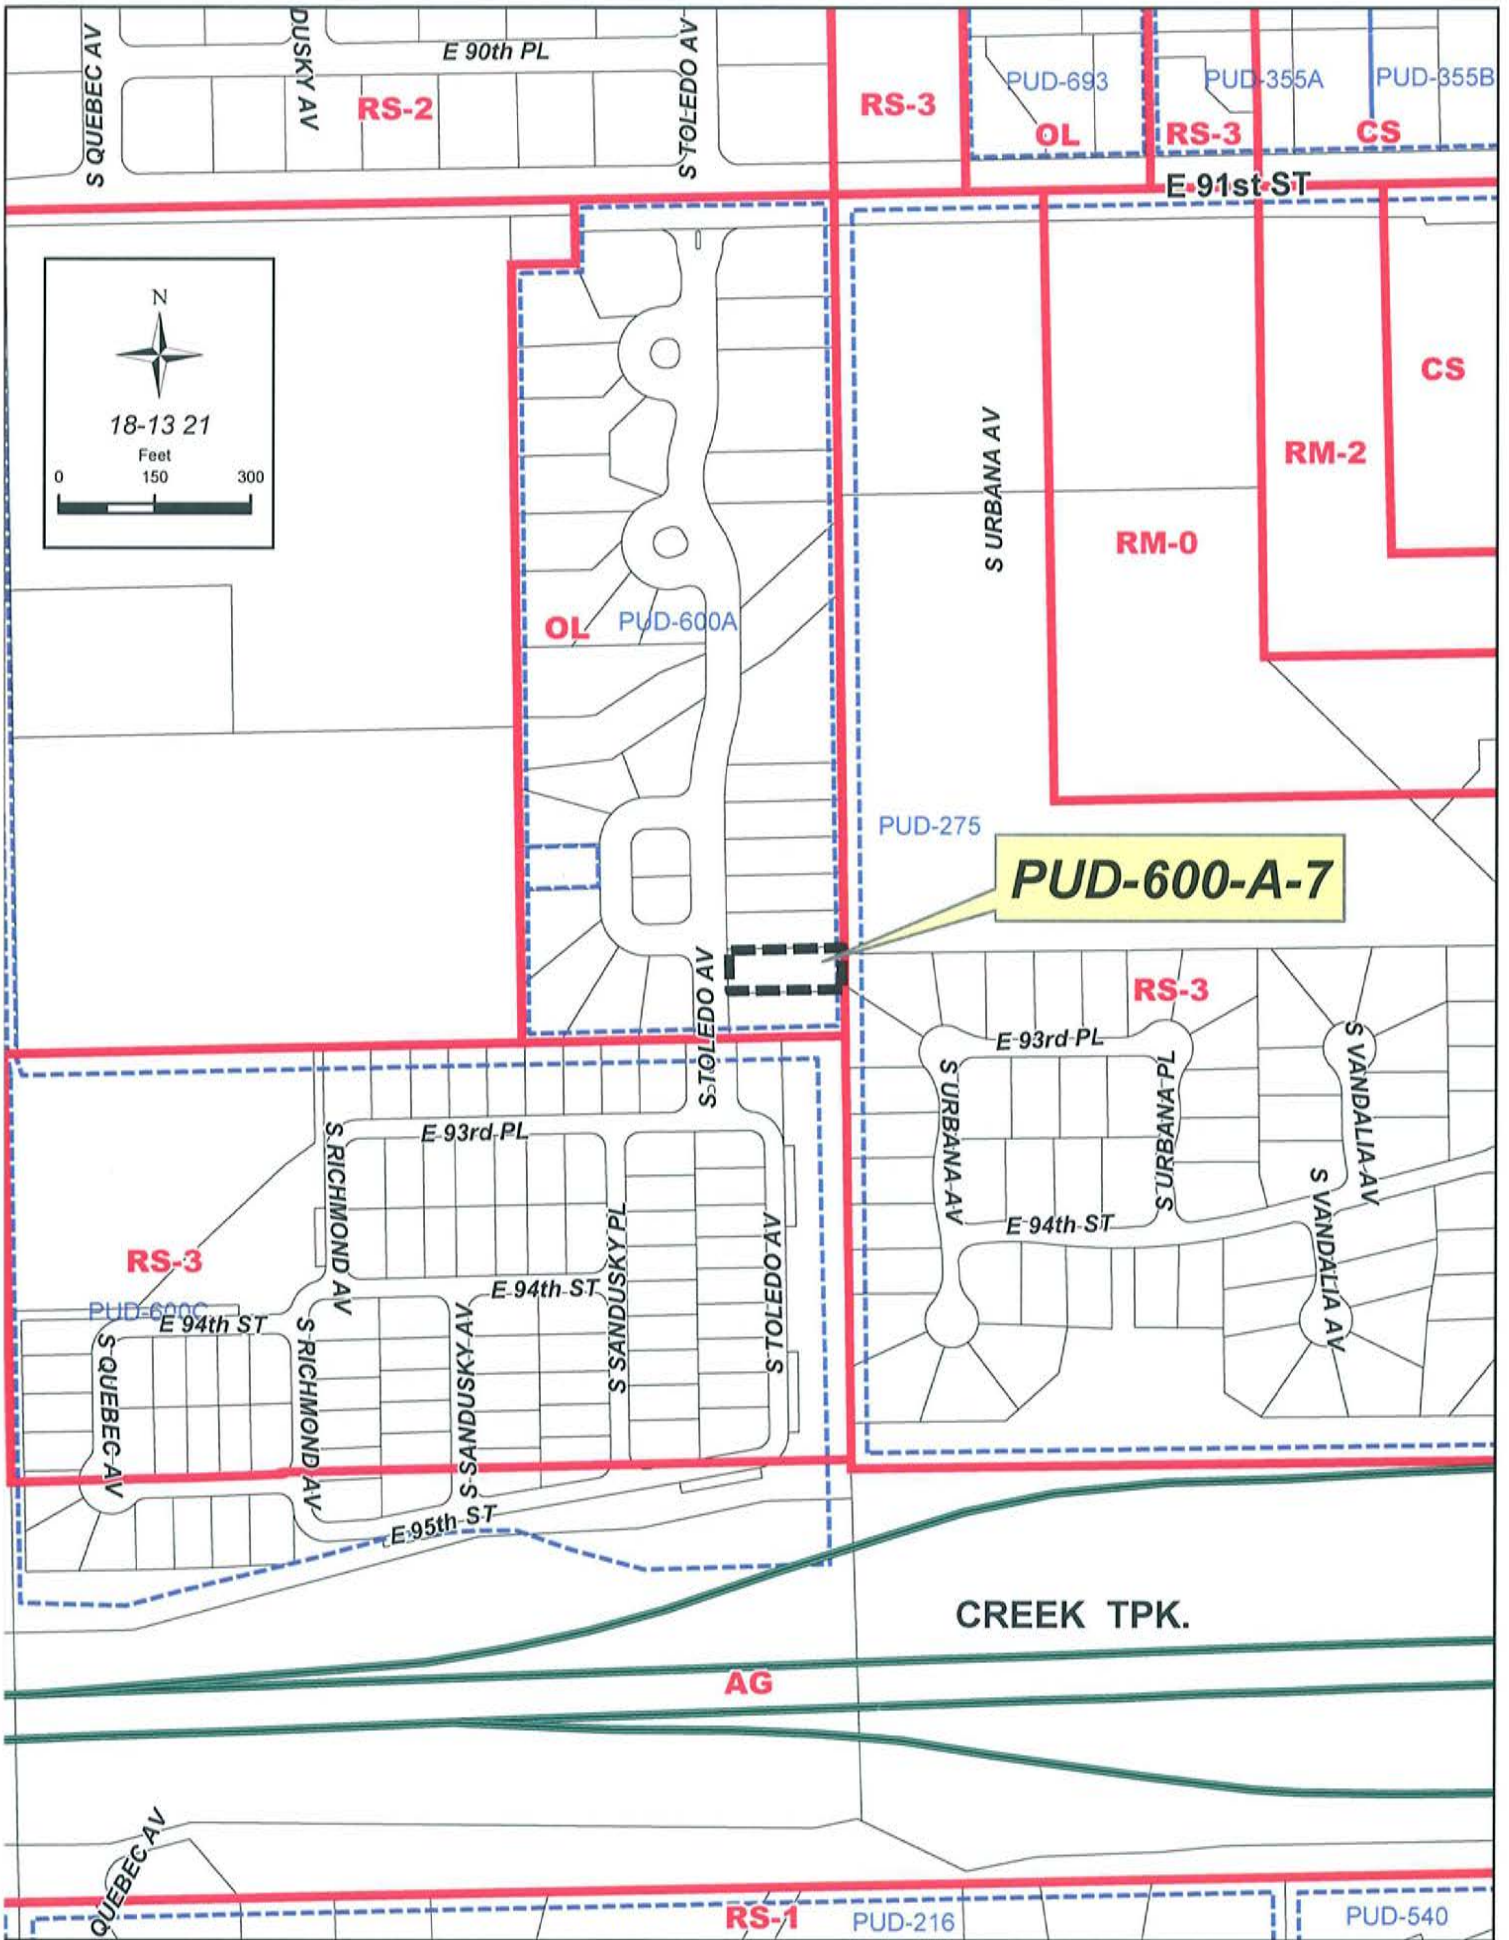 S QUEBEC AV
DUSKY AV
E 90th PL
S TOLEDO AV
RS-2
RS-3
PUD-693
OL
PUD-355A
RS-3
PUD-355B
CS
E 91st ST
N
18-13 21
Feet
0 150 300
S URBANA AV
CS
RM-2
RM-0
OL
PUD-600A
PUD-275
PUD-600-A-7
S TOLEDO AV
RS-3
E 93rd PL
S URBANA AV
S URBANA PL
S VANDALIA AV
E 94th ST
S VANDALIA AV
E 93rd PL
S RICHMOND AV
S SANDUSKY PL
S TOLEDO AV
RS-3
PUD-600C
E 94th ST
E 94th ST
S QUEBEC AV
S RICHMOND AV
S SANDUSKY AV
E 95th ST
CREEK TPK.
AG
QUEBEC AV
RS-1
PUD-216
PUD-540